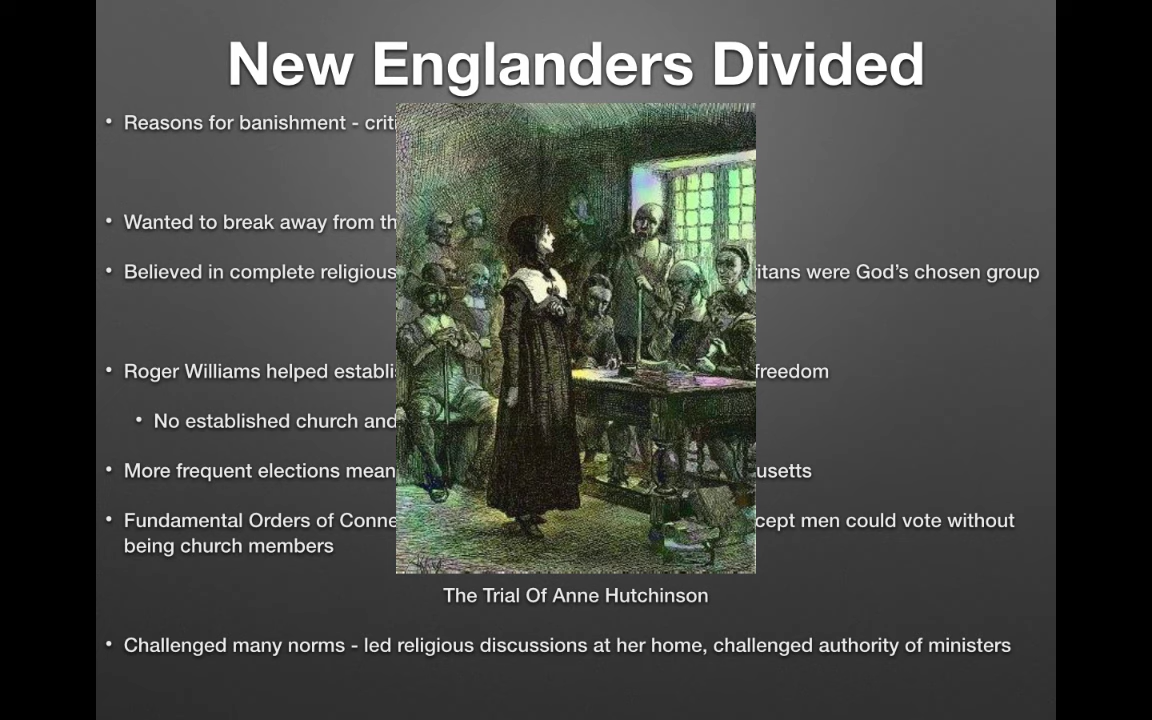 New Englanders Divided
• Reasons for banishment - crit
• Wanted to break away from th
• Believed in complete religious itans were God's chosen group
• Roger Williams helped establi freedom
• No established church and
• More frequent elections mean usetts
• Fundamental Orders of Conne cept men could vote without
being church members
The Trial Of Anne Hutchinson
• Challenged many norms - led religious discussions at her home, challenged authority of ministers